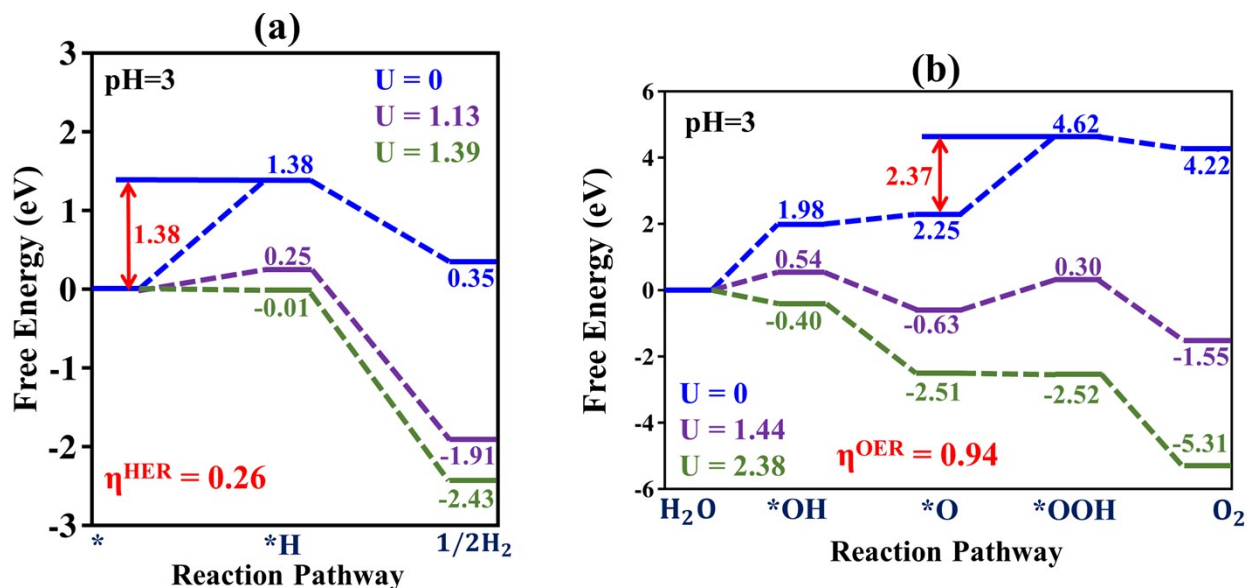 (a)
Free Energy (eV)
3
2
1
0
-1
-2
-3
pH=3
U = 0
U = 1.13
U = 1.39
1.38
1.38
0.35
0.25
-0.01
-1.91
-2.43
η^HER = 0.26
* *H 1/2H₂
Reaction Pathway
(b)
Free Energy (eV)
6
4
2
0
-2
-4
-6
pH=3
4.62
2.37
4.22
1.98
2.25
0.54
0.30
-0.40
-0.63
-1.55
-2.51
-2.52
-5.31
U = 0
U = 1.44
U = 2.38
η^OER = 0.94
H₂O *OH *O *OOH O₂
Reaction Pathway